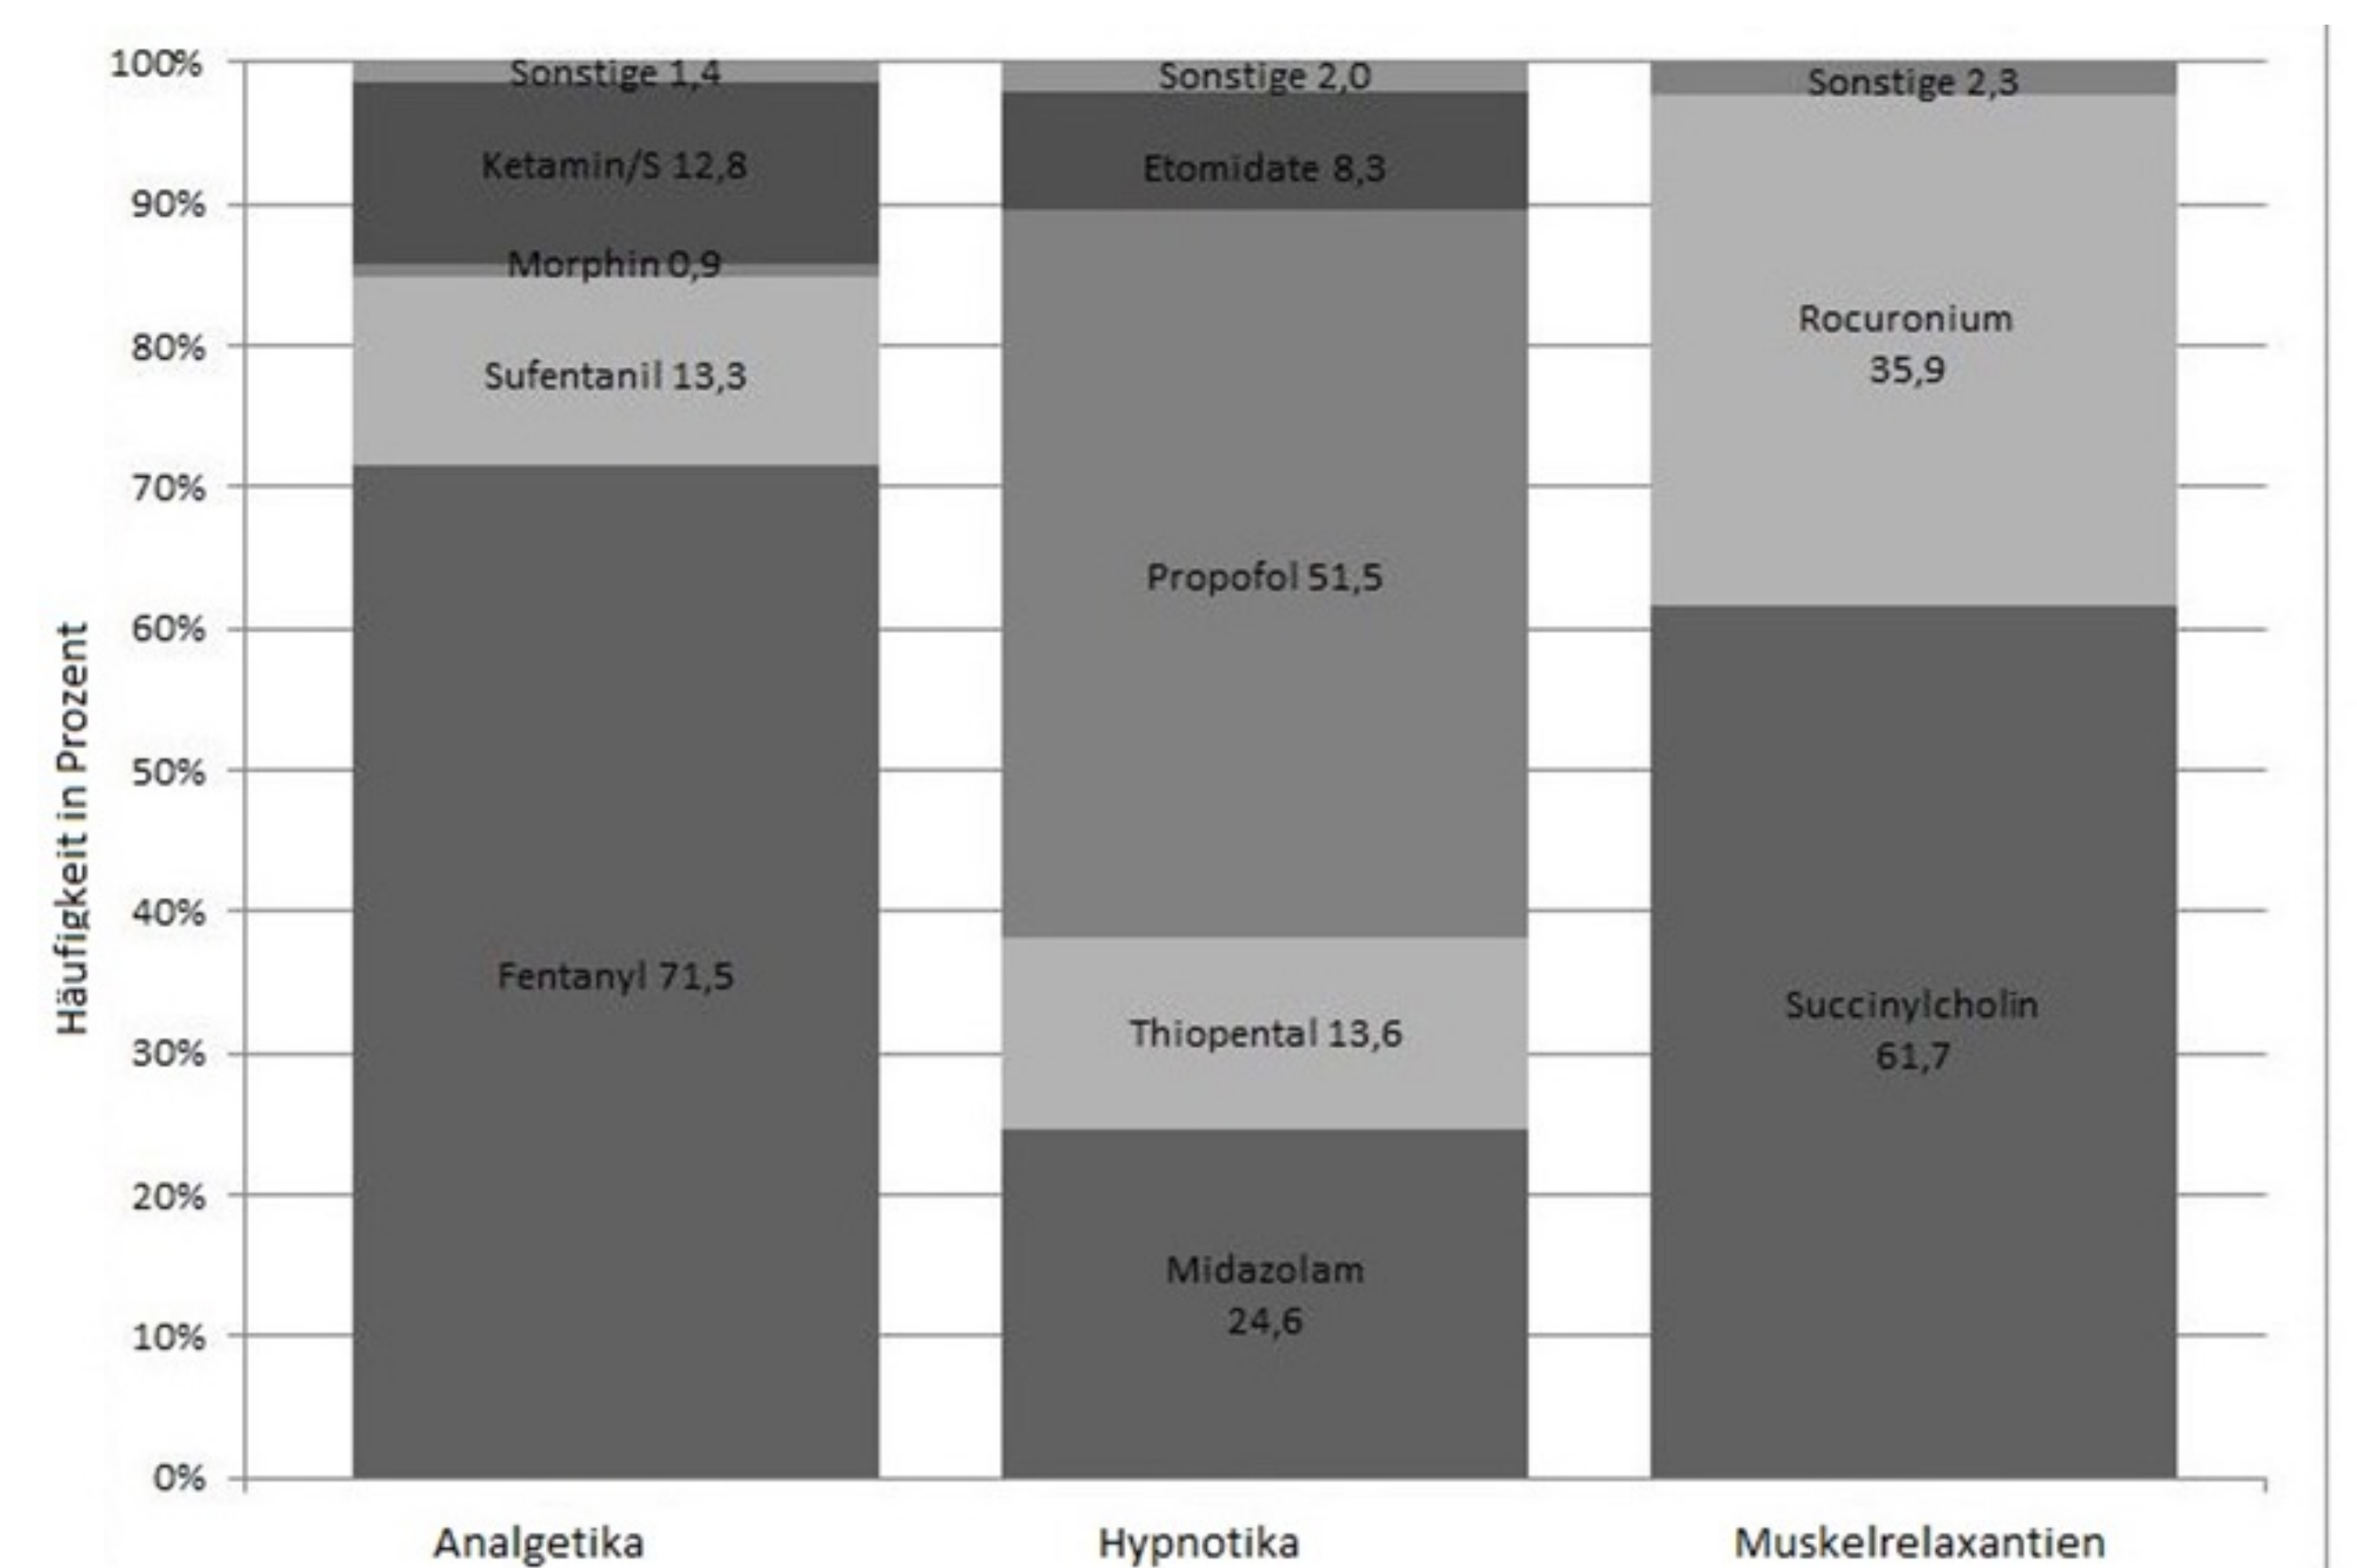 Häufigkeit in Prozent
100%
90%
80%
70%
60%
50%
40%
30%
20%
10%
0%
Sonstige 1,4
Ketamin/S 12,8
Morphin 0,9
Sufentanil 13,3
Fentanyl 71,5
Sonstige 2,0
Etomidate 8,3
Propofol 51,5
Thiopental 13,6
Midazolam
24,6
Sonstige 2,3
Rocuronium
35,9
Succinylcholin
61,7
Analgetika
Hypnotika
Muskelrelaxantien